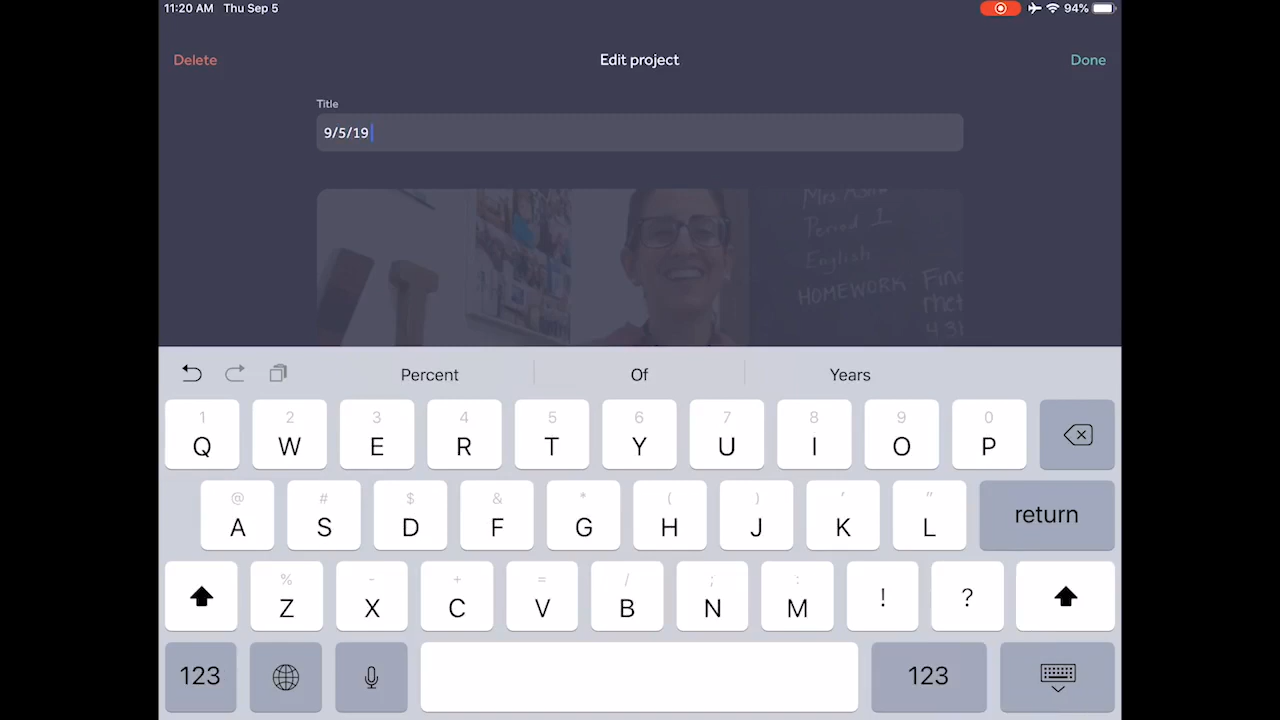 11:20 AM Thu Sep 5
94%
Delete
Edit project
Done
Title
9/5/19
Mrs.
Period 1
English
HOMEWORK
Percent
Of
Years
1 2 3 4 5 6 7 8 9 0
Q W E R T Y U I O P
@ # $ & * ( ) ' "
A S D F G H J K L return
% - + = / ; :
Z X C V B N M ! ?
123 123